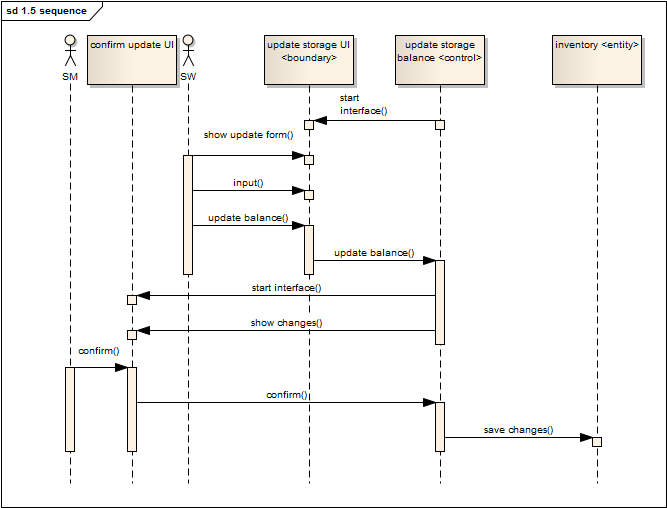 sd 1.5 sequence
SM
confirm update UI
SW
update storage UI
<boundary>
update storage
balance <control>
inventory <entity>
start
interface()
show update form()
input()
update balance()
update balance()
start interface()
show changes()
confirm()
confirm()
save changes()